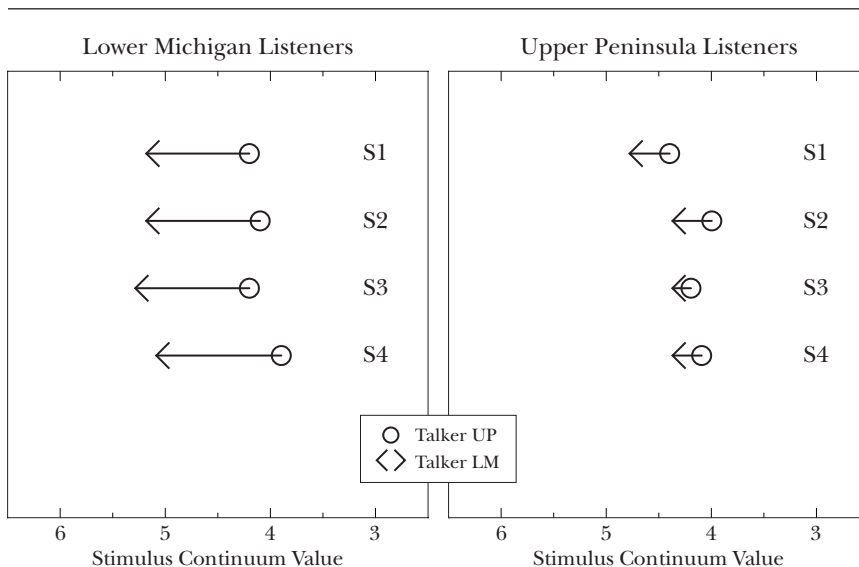 Lower Michigan Listeners
Upper Peninsula Listeners
S1
S1
S2
S2
S3
S3
S4
S4
Talker UP
Talker LM
6 5 4 3
6 5 4 3
Stimulus Continuum Value
Stimulus Continuum Value